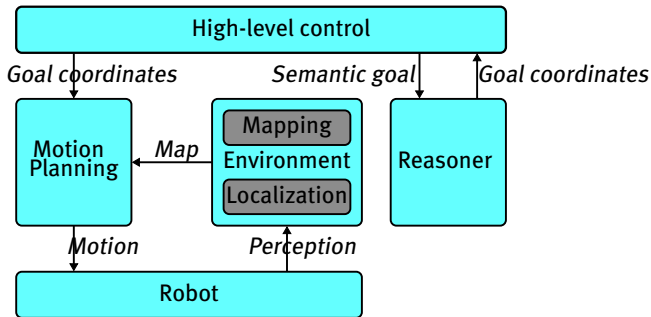 High-level control
Goal coordinates
Semantic goal
Goal coordinates
Motion
Planning
Map
Mapping
Environment
Localization
Reasoner
Motion
Perception
Robot